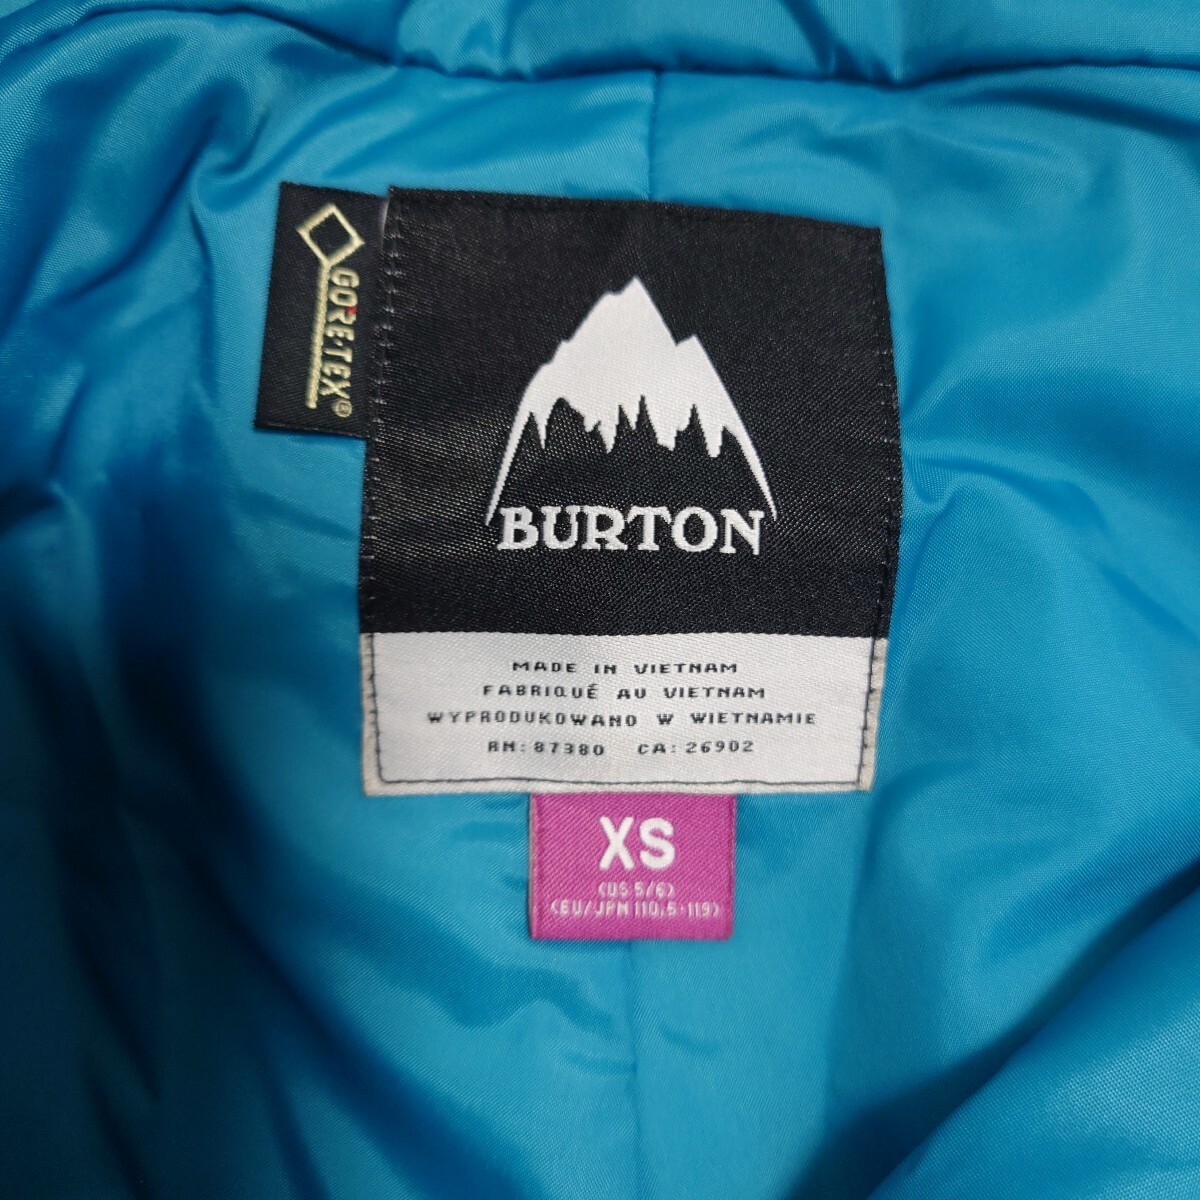 GORE-TEX®
BURTON
MADE IN VIETNAM
FABRIQUÉ AU VIETNAM
WYPRODUKOWANO W WIETNAMIE
RN: 87380 CA: 26902
XS
(US 5/6)
(EU/JPN 110.5-119)